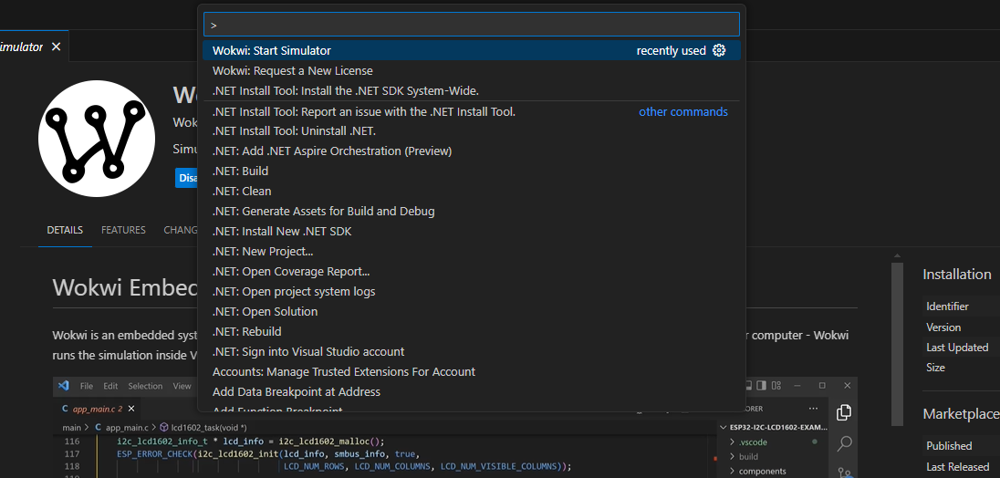 imulator
>
Wokwi: Start Simulator recently used
Wokwi: Request a New License
.NET Install Tool: Install the .NET SDK System-Wide.
.NET Install Tool: Report an issue with the .NET Install Tool. other commands
.NET Install Tool: Uninstall .NET.
.NET: Add .NET Aspire Orchestration (Preview)
.NET: Build
.NET: Clean
.NET: Generate Assets for Build and Debug
.NET: Install New .NET SDK
.NET: New Project...
.NET: Open Coverage Report...
.NET: Open project system logs
.NET: Open Solution
.NET: Rebuild
.NET: Sign into Visual Studio account
Accounts: Manage Trusted Extensions For Account
Add Data Breakpoint at Address
Add Function Breakpoint
Wo
Wok
Simu
Disa
DETAILS FEATURES CHANG
Wokwi Embed
Wokwi is an embedded syst
r computer - Wokwi
runs the simulation inside V
Installation
Identifier
Version
Last Updated
Size
Marketplace
Published
Last Released
File Edit Selection View
C app_main.c 2
main > C app_main.c > lcd1602_task(void *)
116 i2c_lcd1602_info_t * lcd_info = i2c_lcd1602_malloc();
117 ESP_ERROR_CHECK(i2c_lcd1602_init(lcd_info, smbus_info, true,
118 LCD_NUM_ROWS, LCD_NUM_COLUMNS, LCD_NUM_VISIBLE_COLUMNS));
ORER ...
ESP32-I2C-LCD1602-EXAM...
> .vscode
> build
> components